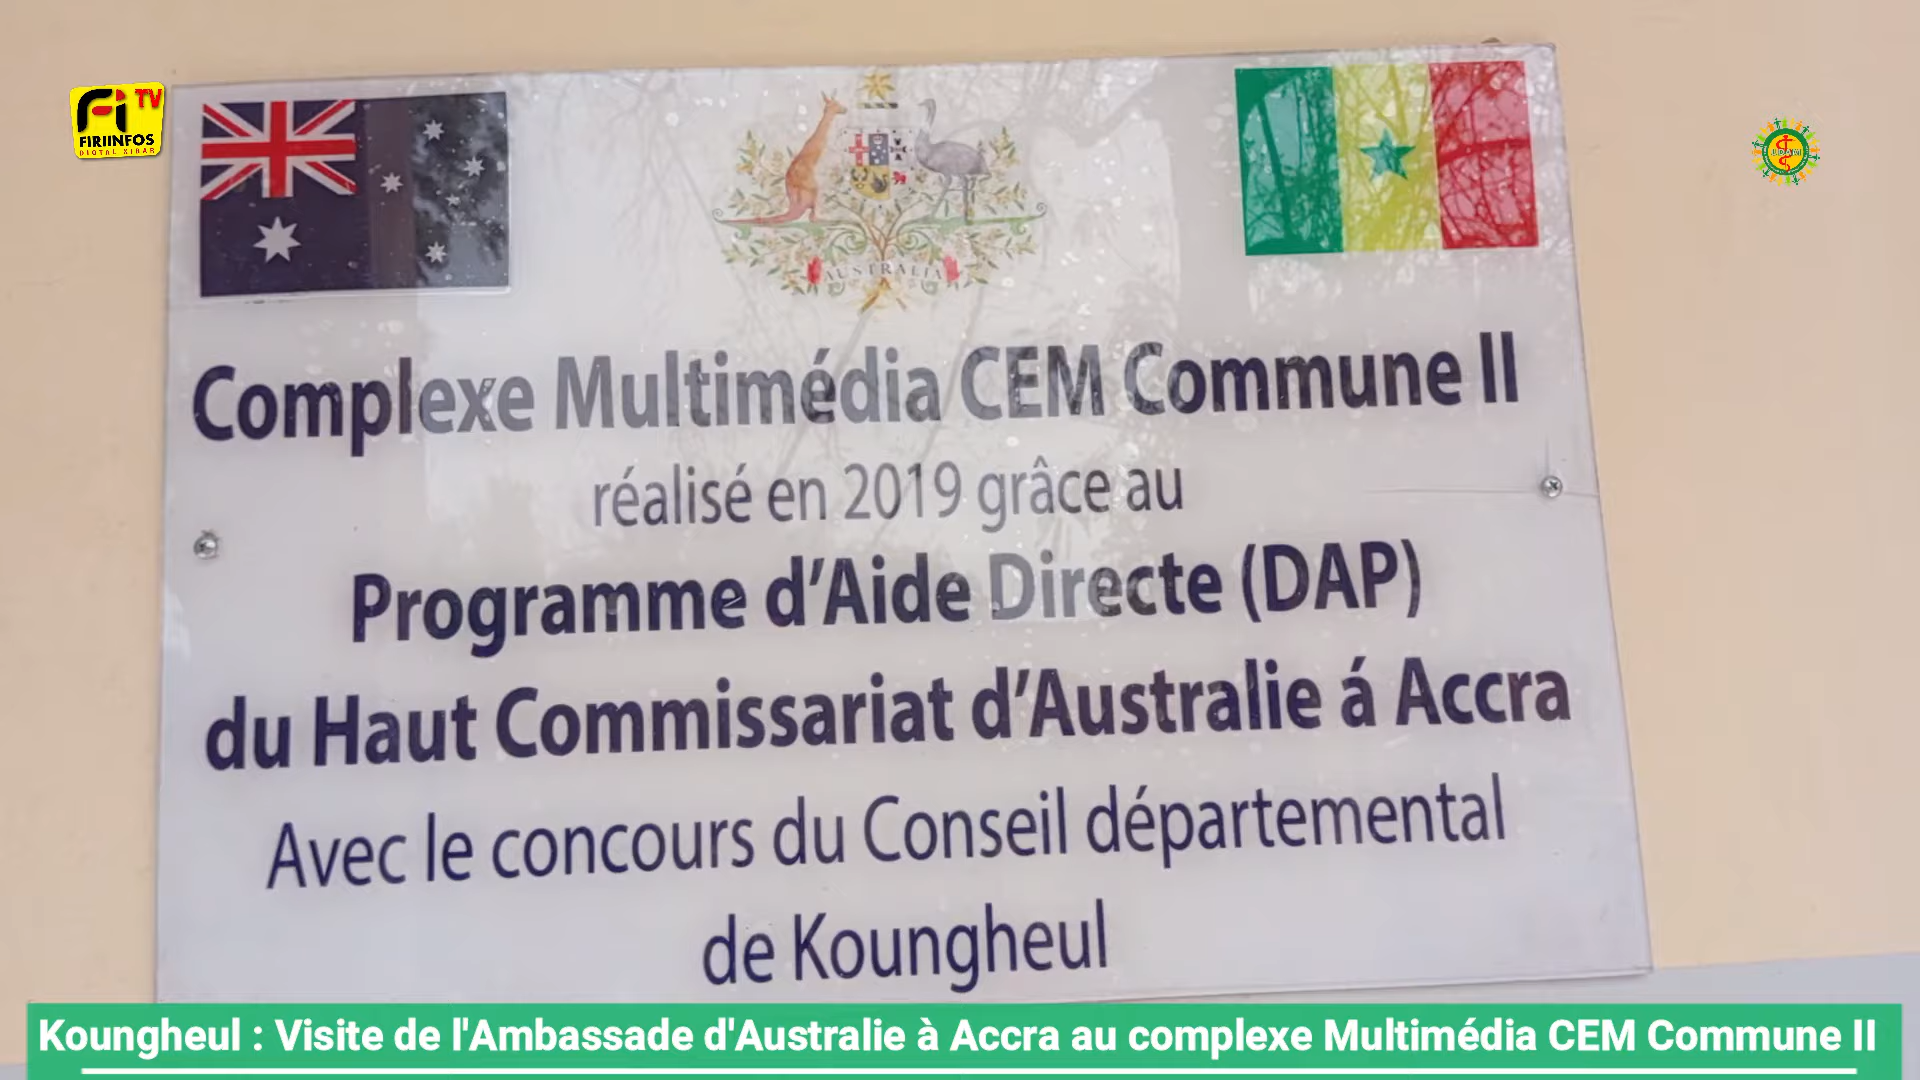 Fi TV
FIRIINFOS
DIGITAL XIBAR
AUSTRALIA
Complexe Multimédia CEM Commune II
réalisé en 2019 grâce au
Programme d'Aide Directe (DAP)
du Haut Commissariat d'Australie á Accra
Avec le concours du Conseil départemental
de Koungheul
Koungheul : Visite de l'Ambassade d'Australie à Accra au complexe Multimédia CEM Commune II